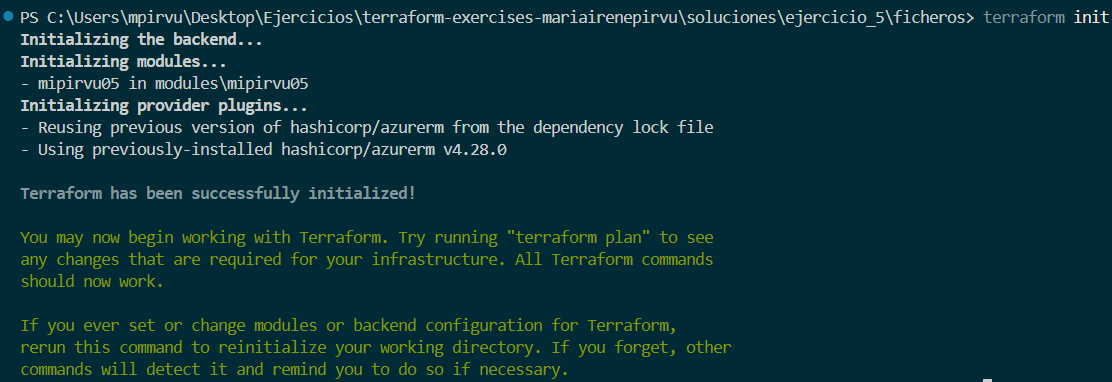 PS C:\Users\mpirvu\Desktop\Ejercicios\terraform-exercises-mariairenepirvu\soluciones\ejercicio_5\ficheros> terraform init
Initializing the backend...
Initializing modules...
- mipirvu05 in modules\mipirvu05
Initializing provider plugins...
- Reusing previous version of hashicorp/azurerm from the dependency lock file
- Using previously-installed hashicorp/azurerm v4.28.0
Terraform has been successfully initialized!
You may now begin working with Terraform. Try running "terraform plan" to see
any changes that are required for your infrastructure. All Terraform commands
should now work.
If you ever set or change modules or backend configuration for Terraform,
rerun this command to reinitialize your working directory. If you forget, other
commands will detect it and remind you to do so if necessary.